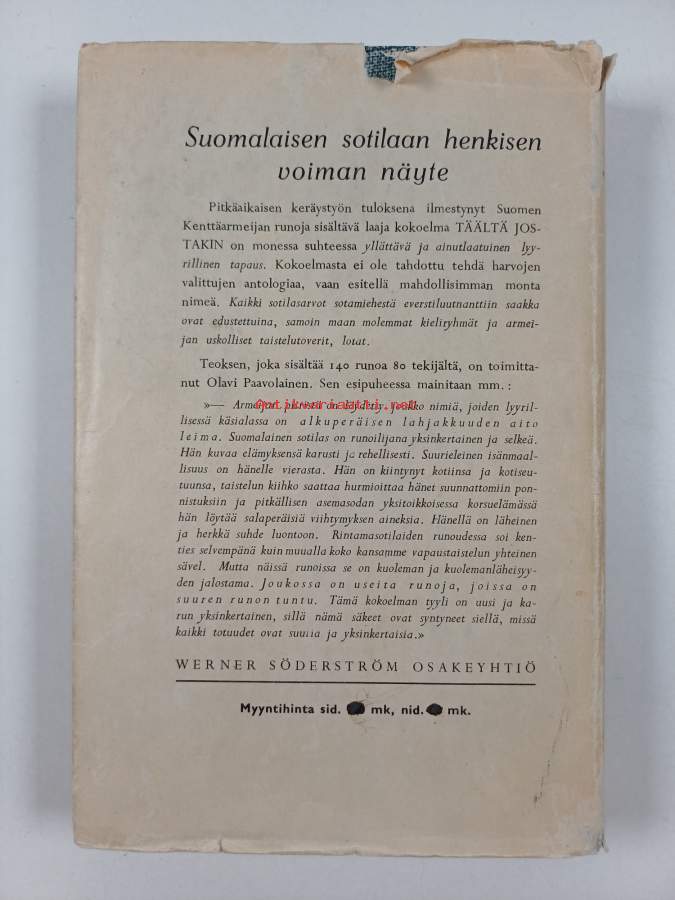 Suomalaisen sotilaan henkisen
voiman näyte
Pitkäaikaisen keräystyön tuloksena ilmestynyt Suomen
Kenttäarmeijan runoja sisältävä laaja kokoelma TÄÄLTÄ JOS-
TAKIN on monessa suhteessa yllättävä ja ainutlaatuinen lyy-
rillinen tapaus. Kokoelmasta ei ole tahdottu tehdä harvojen
valittujen antologiaa, vaan esitellä mahdollisimman monta
nimeä. Kaikki sotilasarvot sotamiehestä everstiluutnanttiin saakka
ovat edustettuina, samoin maan molemmat kieliryhmät ja armei-
jan uskolliset taistelutoverit, lotat.
Teoksen, joka sisältää 140 runoa 80 tekijältä, on toimitta-
nut Olavi Paavolainen. Sen esipuheessa mainitaan mm.:
»— Armeijan piiristä on löydetty joukko nimiä, joiden lyyril-
antikvariaatti.net
lisessä käsialassa on alkuperäisen lahjakkuuden aito
leima. Suomalainen sotilas on runoilijana yksinkertainen ja selkeä.
Hän kuvaa elämyksensä karusti ja rehellisesti. Suurieleinen isänmaal-
lisuus on hänelle vierasta. Hän on kiintynyt kotiinsa ja kotiseu-
tuunsa, taistelun kiihko saattaa hurmioittaa hänet suunnattomiin pon-
nistuksiin ja pitkällisen asemasodan yksitoikkoisessa korsuelämässä
hän löytää salaperäisiä viihtymyksen aineksia. Hänellä on läheinen
ja herkkä suhde luontoon. Rintamasotilaiden runoudessa soi ken-
ties selvempänä kuin muualla koko kansamme vapaustaistelun yhteinen
sävel. Mutta näissä runoissa se on kuoleman ja kuolemanläheisyy-
den jalostama. Joukossa on useita runoja, joissa on
suuren runon tuntu. Tämä kokoelman tyyli on uusi ja ka-
run yksinkertainen, sillä nämä säkeet ovat syntyneet siellä, missä
kaikki totuudet ovat suuria ja yksinkertaisia.»
WERNER SÖDERSTRÖM OSAKEYHTIÖ
Myyntihinta sid. mk, nid. mk.